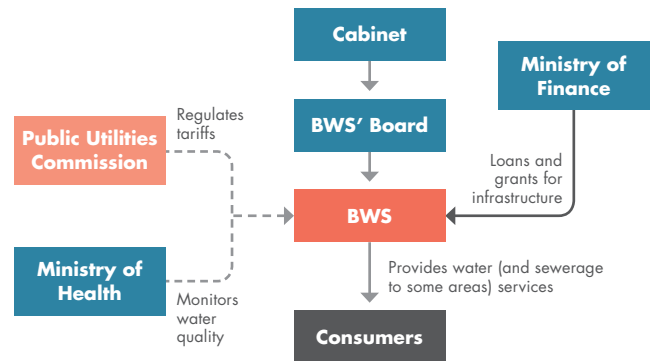 Cabinet
Ministry of
Finance
Regulates
tariffs
BWS’ Board
Public Utilities
Commission
Loans and
grants for
infrastructure
BWS
Ministry of
Health
Provides water (and sewerage
to some areas) services
Monitors
water
quality
Consumers